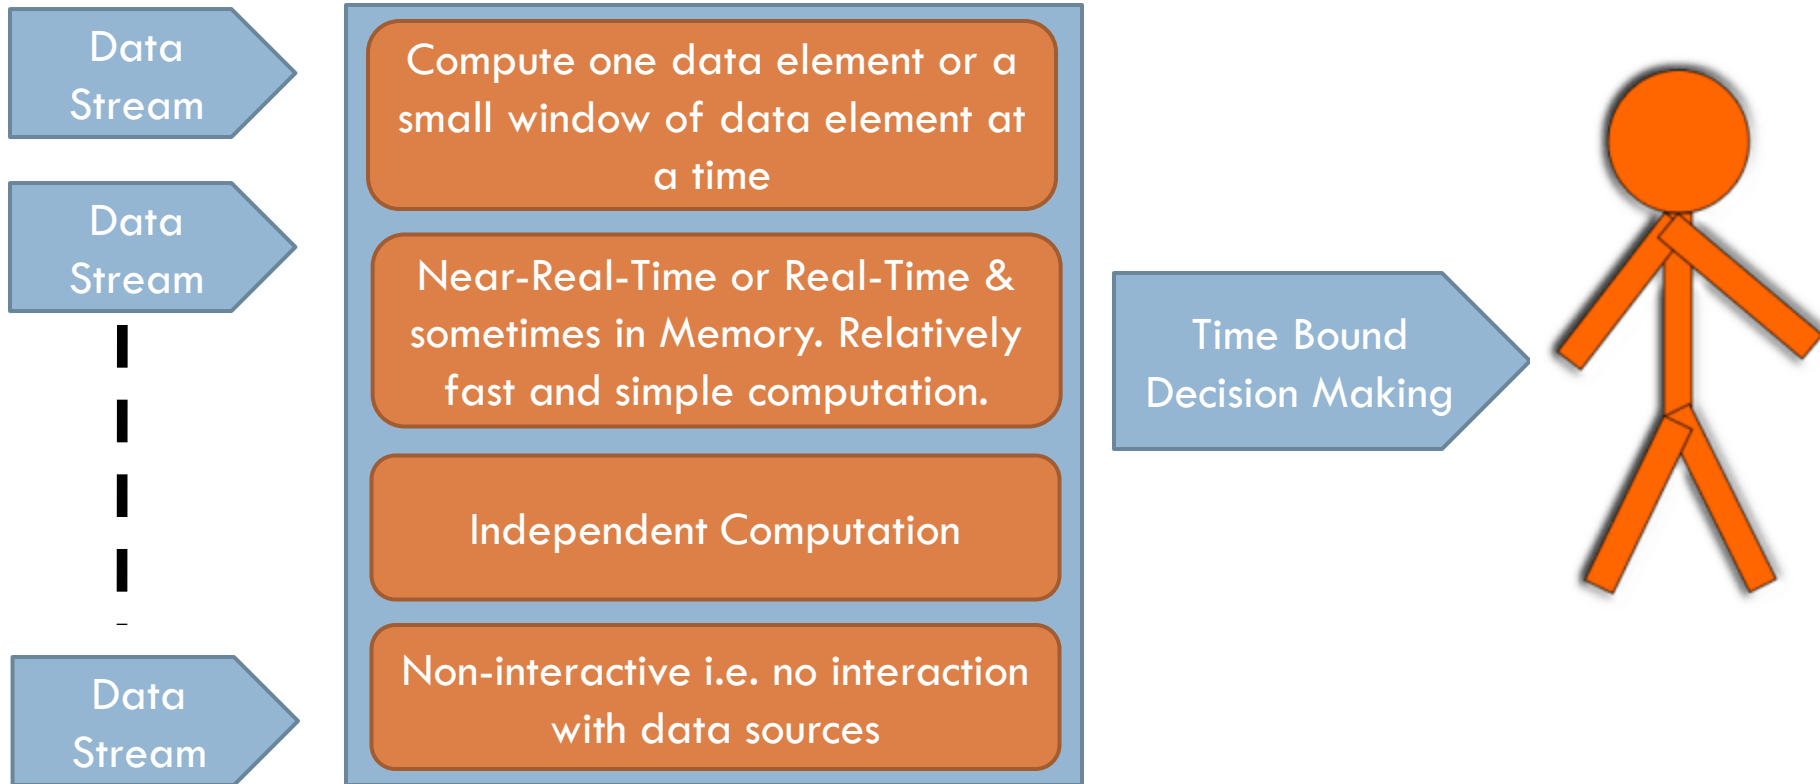 Data
Stream
Data
Stream
Data
Stream
Compute one data element or a
small window of data element at
a time
Near-Real-Time or Real-Time &
sometimes in Memory. Relatively
fast and simple computation.
Independent Computation
Non-interactive i.e. no interaction
with data sources
Time Bound
Decision Making